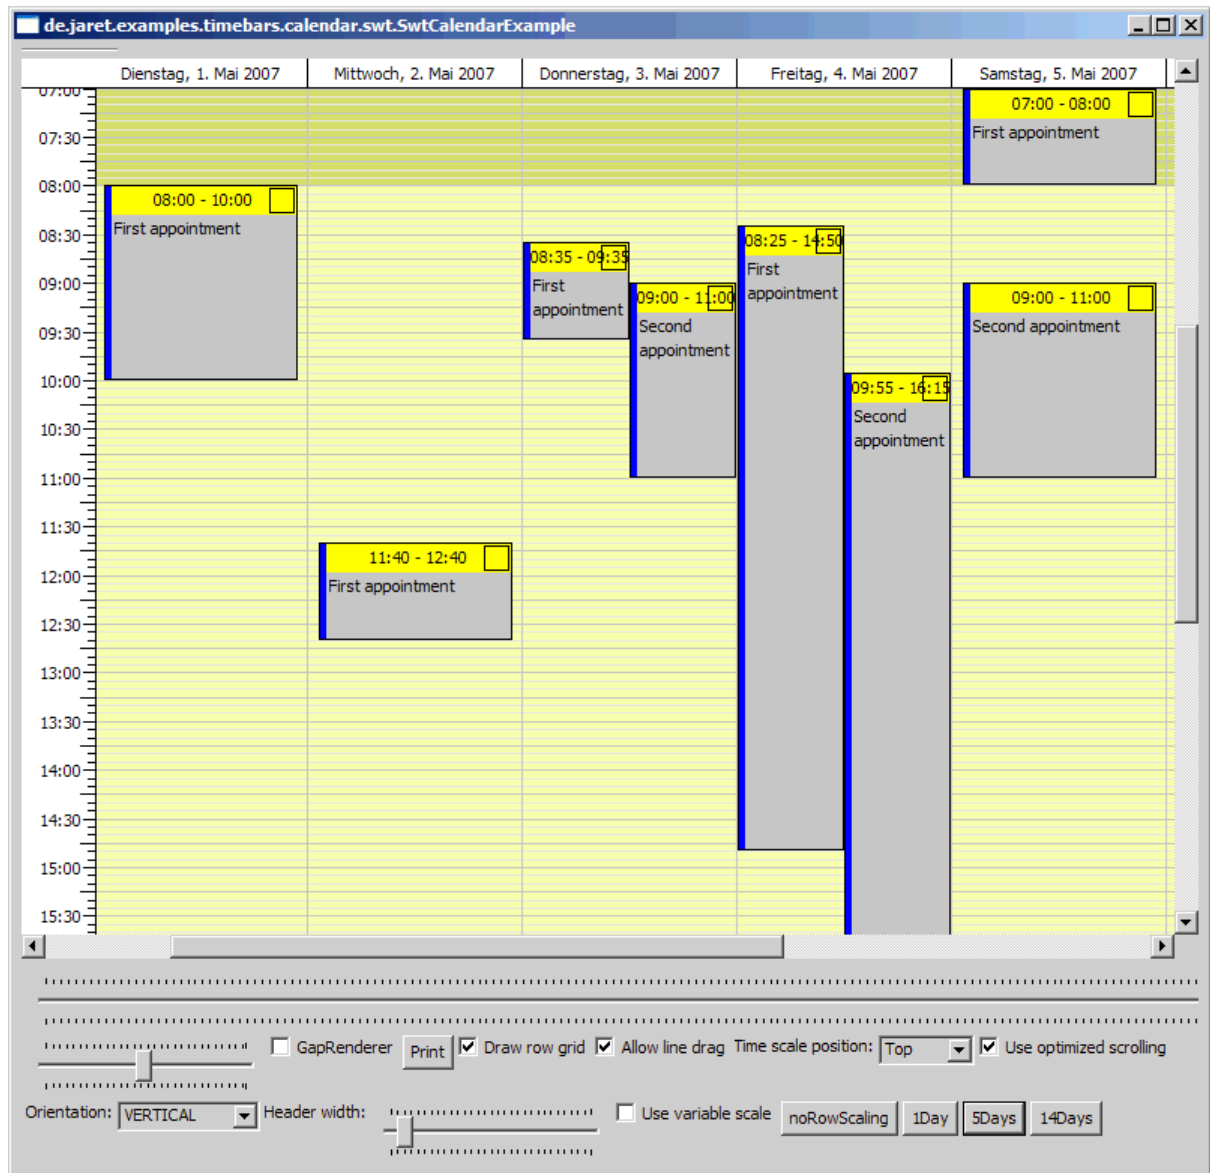 de.jaret.examples.timebars.calendar.swt.SwtCalendarExample
Dienstag, 1. Mai 2007
Mittwoch, 2. Mai 2007
Donnerstag, 3. Mai 2007
Freitag, 4. Mai 2007
Samstag, 5. Mai 2007
07:00
07:30
08:00
08:30
09:00
09:30
10:00
10:30
11:00
11:30
12:00
12:30
13:00
13:30
14:00
14:30
15:00
15:30
08:00 - 10:00
First appointment
11:40 - 12:40
First appointment
08:35 - 09:35
First
appointment
09:00 - 11:00
Second
appointment
08:25 - 14:50
First
appointment
09:55 - 16:15
Second
appointment
07:00 - 08:00
First appointment
09:00 - 11:00
Second appointment
GapRenderer
Print
Draw row grid
Allow line drag
Time scale position:
Top
Use optimized scrolling
Orientation:
VERTICAL
Header width:
Use variable scale
noRowScaling
1Day
5Days
14Days